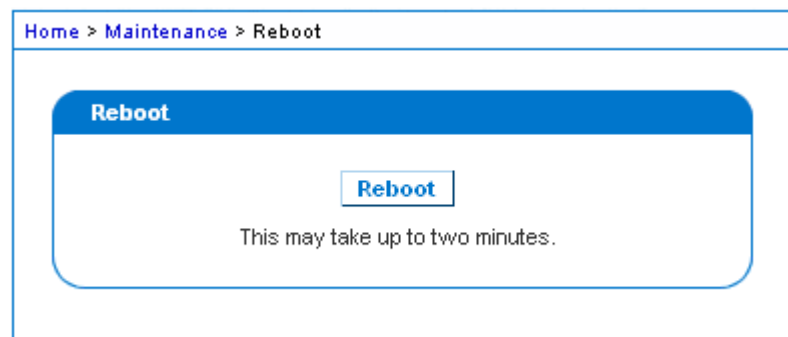 Home > Maintenance > Reboot
Reboot
Reboot
This may take up to two minutes.